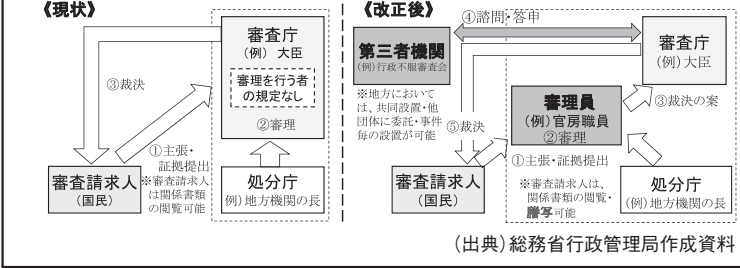 《現状》
審査庁
(例) 大臣
審理を行う者
の規定なし
②審理
③裁決
①主張・
証拠提出
※審査請求人
は関係書類
の閲覧可能
審査請求人
(国民)
処分庁
(例)地方機関の長
《改正後》
④諮問・答申
第三者機関
(例)行政不服審査会
※地方において
は、共同設置・他
団体に委託・事件
毎の設置が可能
審査庁
(例)大臣
審理員
(例)官房職員
②審理
③裁決の案
⑤裁決
①主張・
証拠提出
※審査請求人は、
関係書類の閲覧・
謄写可能
審査請求人
(国民)
処分庁
(例)地方機関の長
(出典)総務省行政管理局作成資料